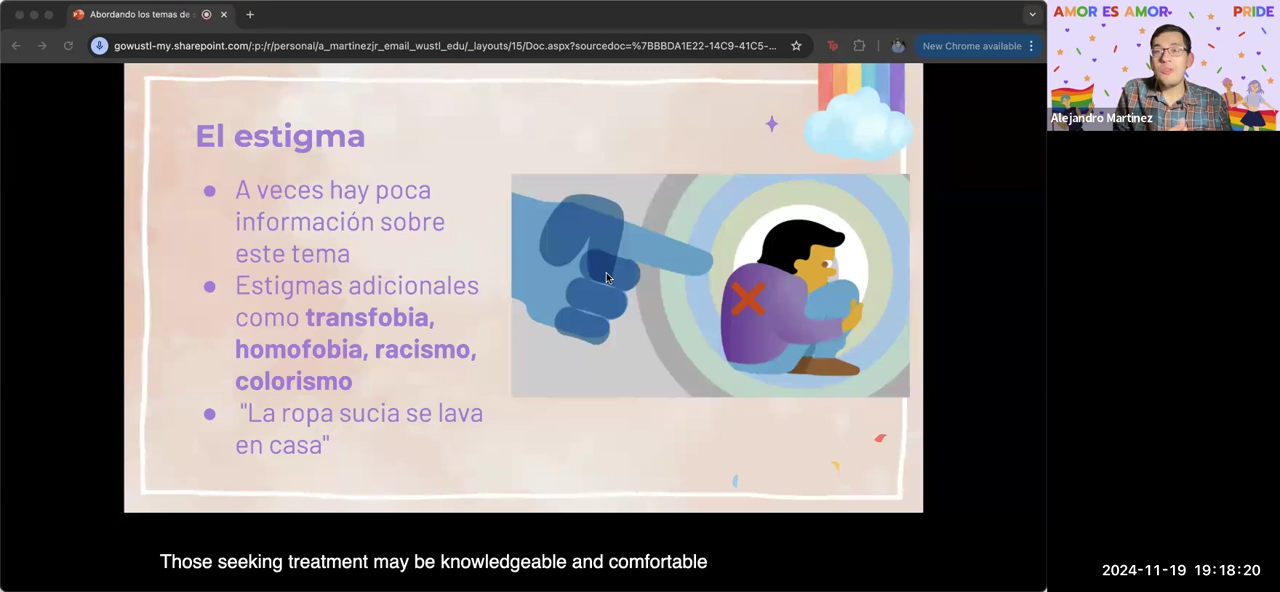 Abordando los temas de s
gowustl-my.sharepoint.com/:p:/r/personal/a_martinezjr_email_wustl_edu/_layouts/15/Doc.aspx?sourcedoc=%7BBBDA1E22-14C9-41C5-...
Tp
New Chrome available
AMOR ES AMOR PRIDE
Alejandro Martinez
El estigma
● A veces hay poca
información sobre
este tema
● Estigmas adicionales
como transfobia,
homofobia, racismo,
colorismo
● "La ropa sucia se lava
en casa"
Those seeking treatment may be knowledgeable and comfortable
2024-11-19 19:18:20